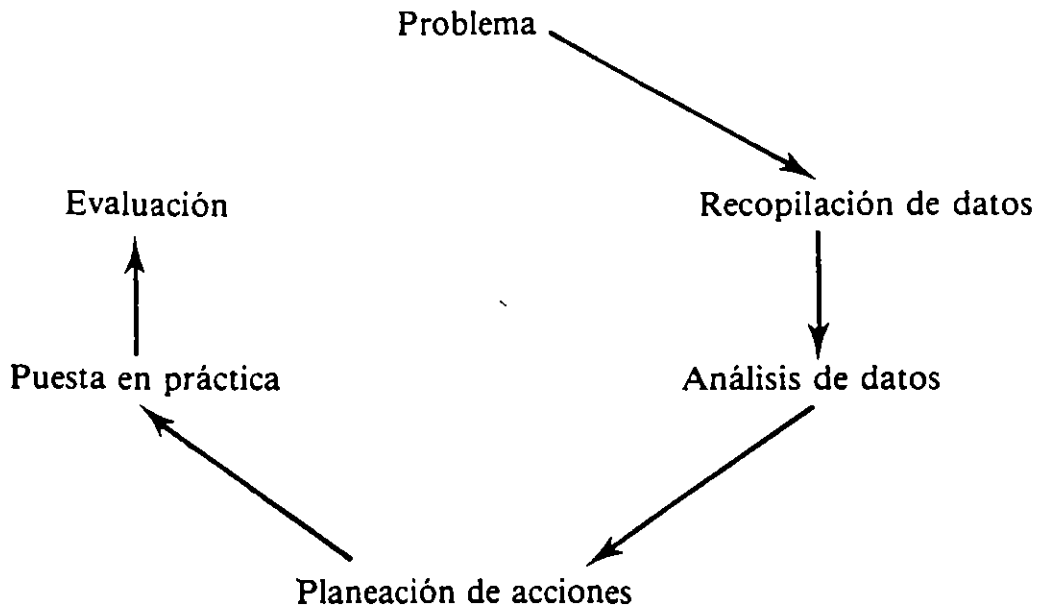 Problema
Recopilación de datos
Análisis de datos
Planeación de acciones
Puesta en práctica
Evaluación